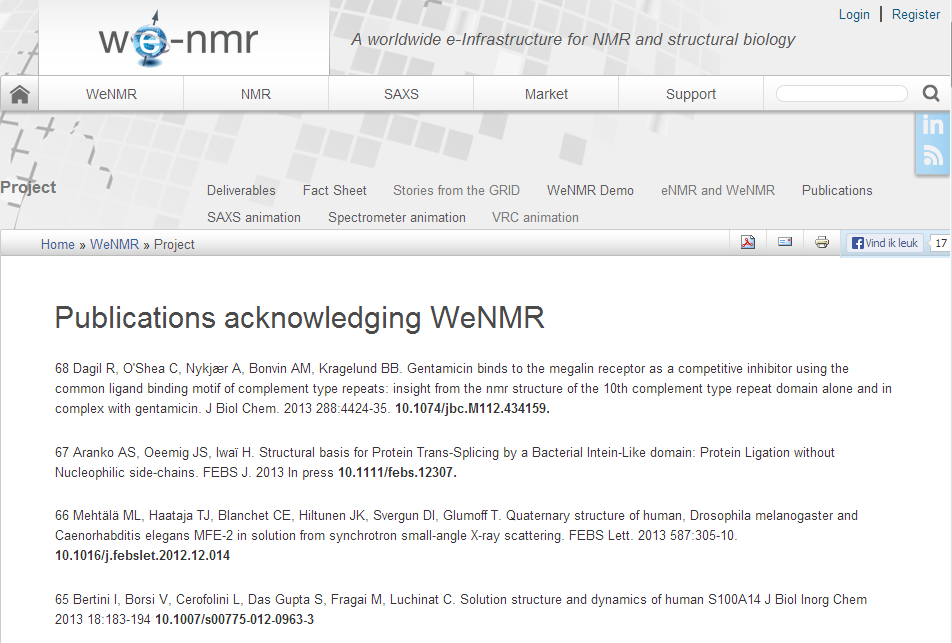 Login | Register
we-nmr
A worldwide e-Infrastructure for NMR and structural biology
WeNMR NMR SAXS Market Support
in
Project
Deliverables Fact Sheet Stories from the GRID WeNMR Demo eNMR and WeNMR Publications
SAXS animation Spectrometer animation VRC animation
Home » WeNMR » Project
Vind ik leuk 17
Publications acknowledging WeNMR
68 Dagil R, O'Shea C, Nykjær A, Bonvin AM, Kragelund BB. Gentamicin binds to the megalin receptor as a competitive inhibitor using the
common ligand binding motif of complement type repeats: insight from the nmr structure of the 10th complement type repeat domain alone and in
complex with gentamicin. J Biol Chem. 2013 288:4424-35. 10.1074/jbc.M112.434159.
67 Aranko AS, Oeemig JS, Iwaï H. Structural basis for Protein Trans-Splicing by a Bacterial Intein-Like domain: Protein Ligation without
Nucleophilic side-chains. FEBS J. 2013 In press 10.1111/febs.12307.
66 Mehtälä ML, Haataja TJ, Blanchet CE, Hiltunen JK, Svergun DI, Glumoff T. Quaternary structure of human, Drosophila melanogaster and
Caenorhabditis elegans MFE-2 in solution from synchrotron small-angle X-ray scattering. FEBS Lett. 2013 587:305-10.
10.1016/j.febslet.2012.12.014
65 Bertini I, Borsi V, Cerofolini L, Das Gupta S, Fragai M, Luchinat C. Solution structure and dynamics of human S100A14 J Biol Inorg Chem
2013 18:183-194 10.1007/s00775-012-0963-3